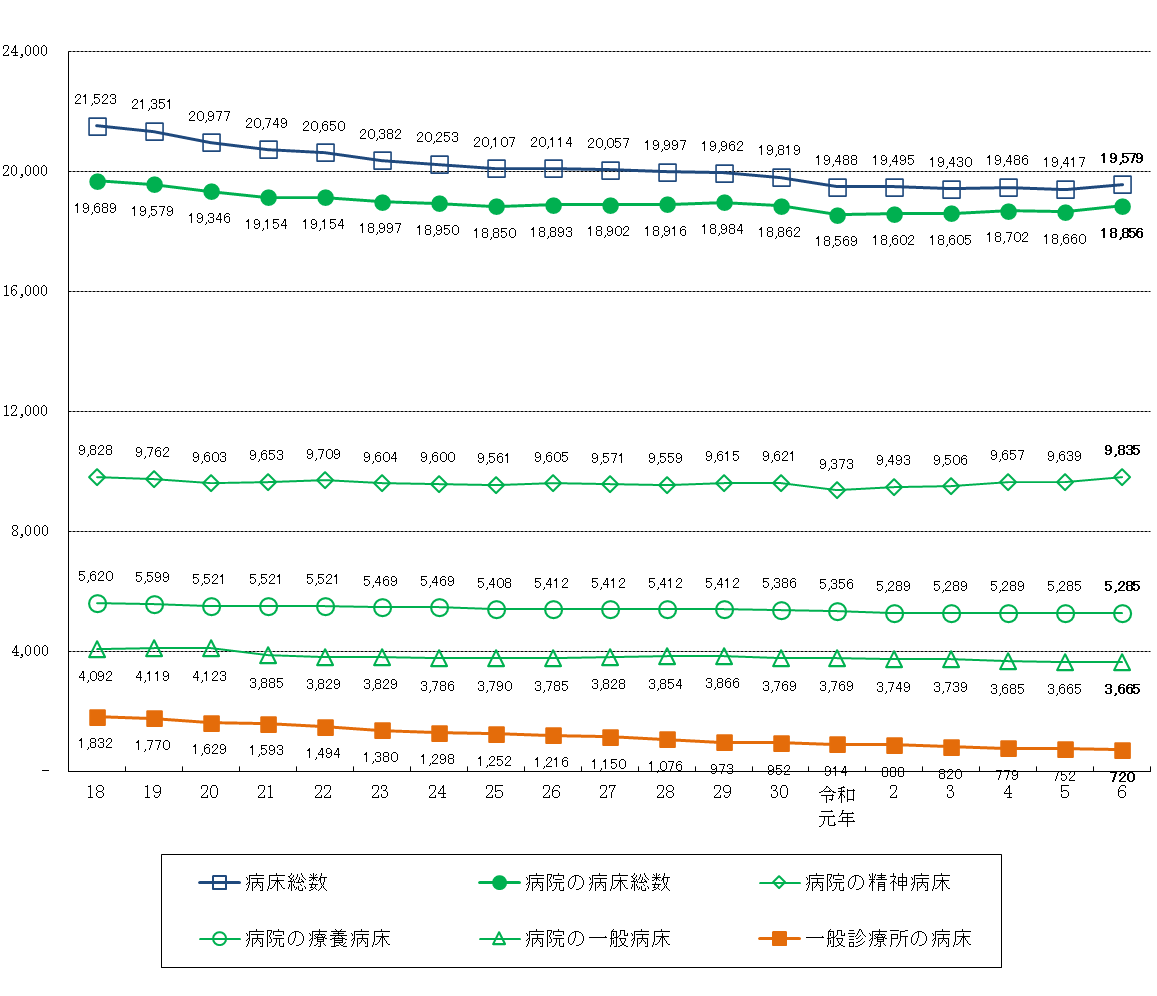 24,000
21,523 21,351 20,977 20,749 20,650 20,382 20,253 20,107 20,114 20,057 19,997 19,962 19,819 19,488 19,495 19,430 19,486 19,417 19,579
20,000
19,689 19,579 19,346 19,154 19,154 18,997 18,950 18,850 18,893 18,902 18,916 18,984 18,862 18,569 18,602 18,605 18,702 18,660 18,856
16,000
12,000
9,828 9,762 9,603 9,653 9,709 9,604 9,600 9,561 9,605 9,571 9,559 9,615 9,621 9,373 9,493 9,506 9,657 9,639 9,835
8,000
5,620 5,599 5,521 5,521 5,521 5,469 5,469 5,408 5,412 5,412 5,412 5,412 5,386 5,356 5,289 5,289 5,289 5,285 5,285
4,000
4,092 4,119 4,123 3,885 3,829 3,829 3,786 3,790 3,785 3,828 3,854 3,866 3,769 3,769 3,749 3,739 3,685 3,665 3,665
1,832 1,770 1,629 1,593 1,494 1,380 1,298 1,252 1,216 1,150 1,076 973 952 914 888 820 779 752 720
–
18 19 20 21 22 23 24 25 26 27 28 29 30 令和 2 3 4 5 6
元年
病床総数 病院の病床総数 病院の精神病床
病院の療養病床 病院の一般病床 一般診療所の病床